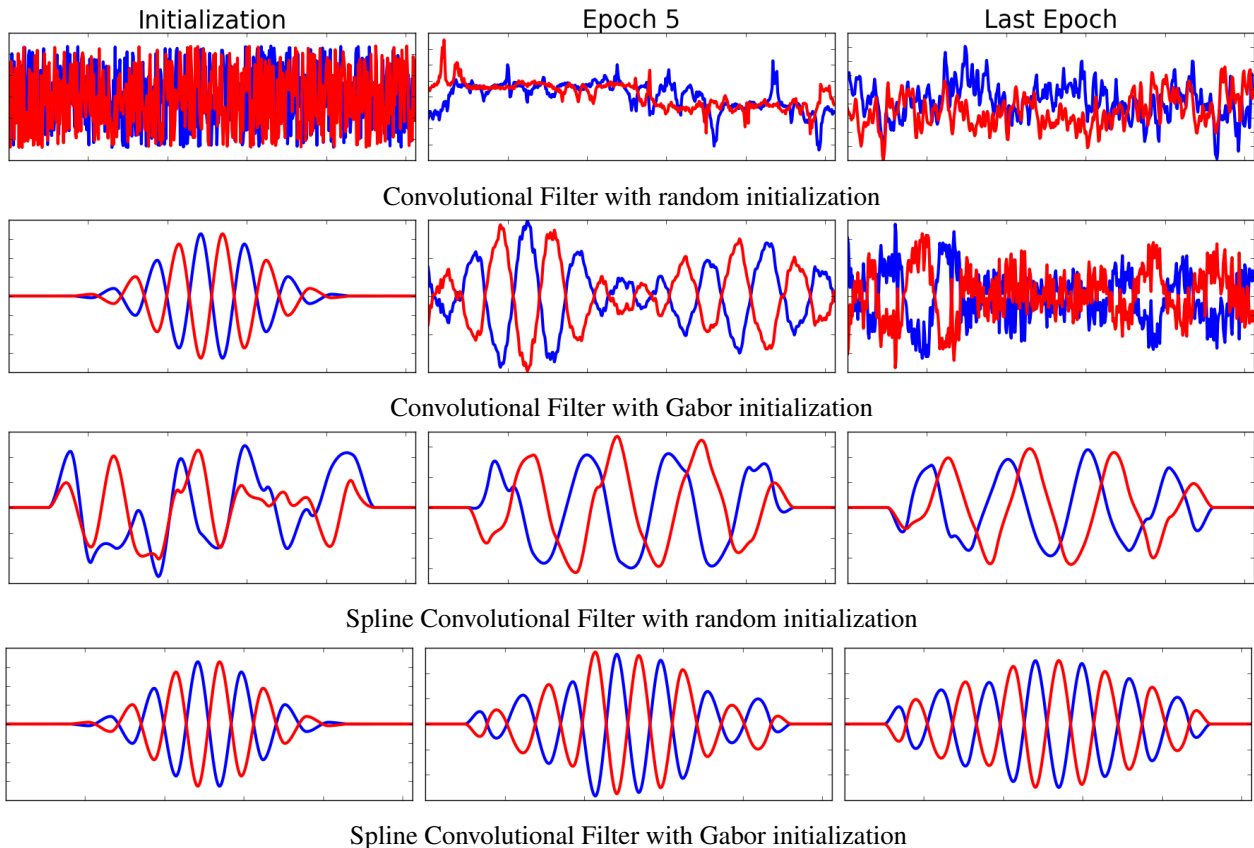 Initialization Epoch 5 Last Epoch
Convolutional Filter with random initialization
Convolutional Filter with Gabor initialization
Spline Convolutional Filter with random initialization
Spline Convolutional Filter with Gabor initialization